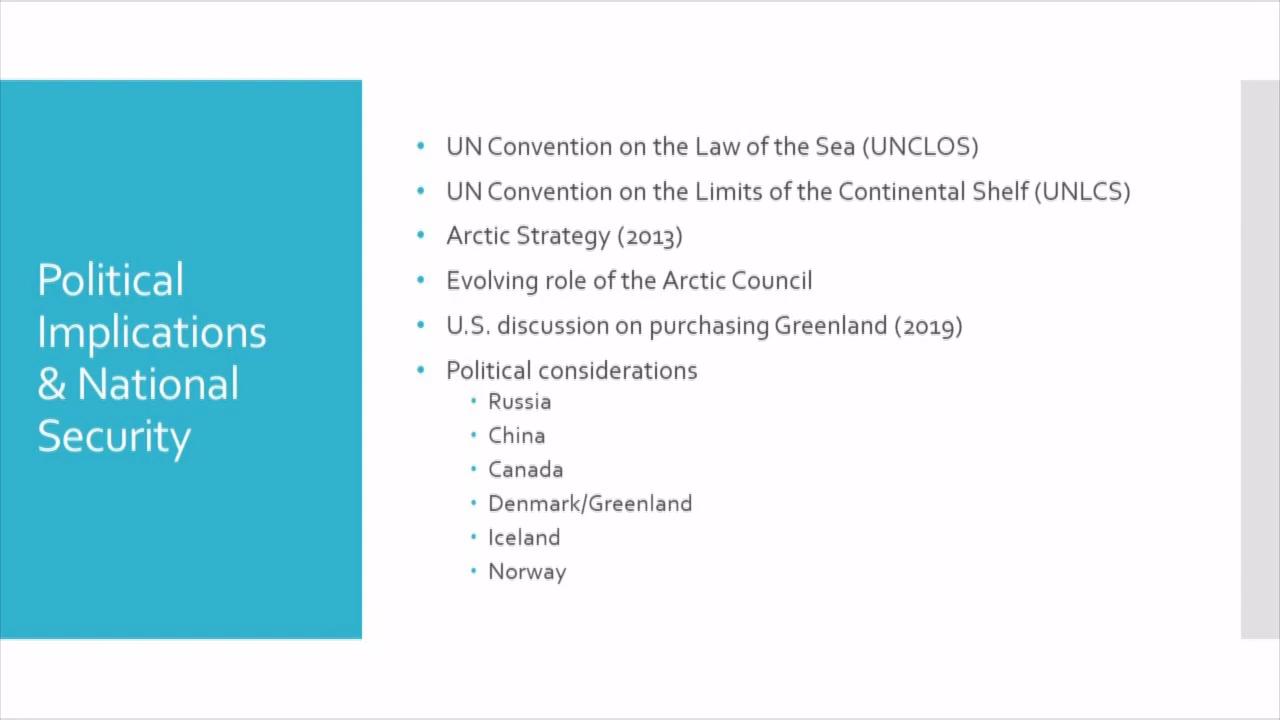 Political
Implications
& National
Security
• UN Convention on the Law of the Sea (UNCLOS)
• UN Convention on the Limits of the Continental Shelf (UNLCS)
• Arctic Strategy (2013)
• Evolving role of the Arctic Council
• U.S. discussion on purchasing Greenland (2019)
• Political considerations
• Russia
• China
• Canada
• Denmark/Greenland
• Iceland
• Norway